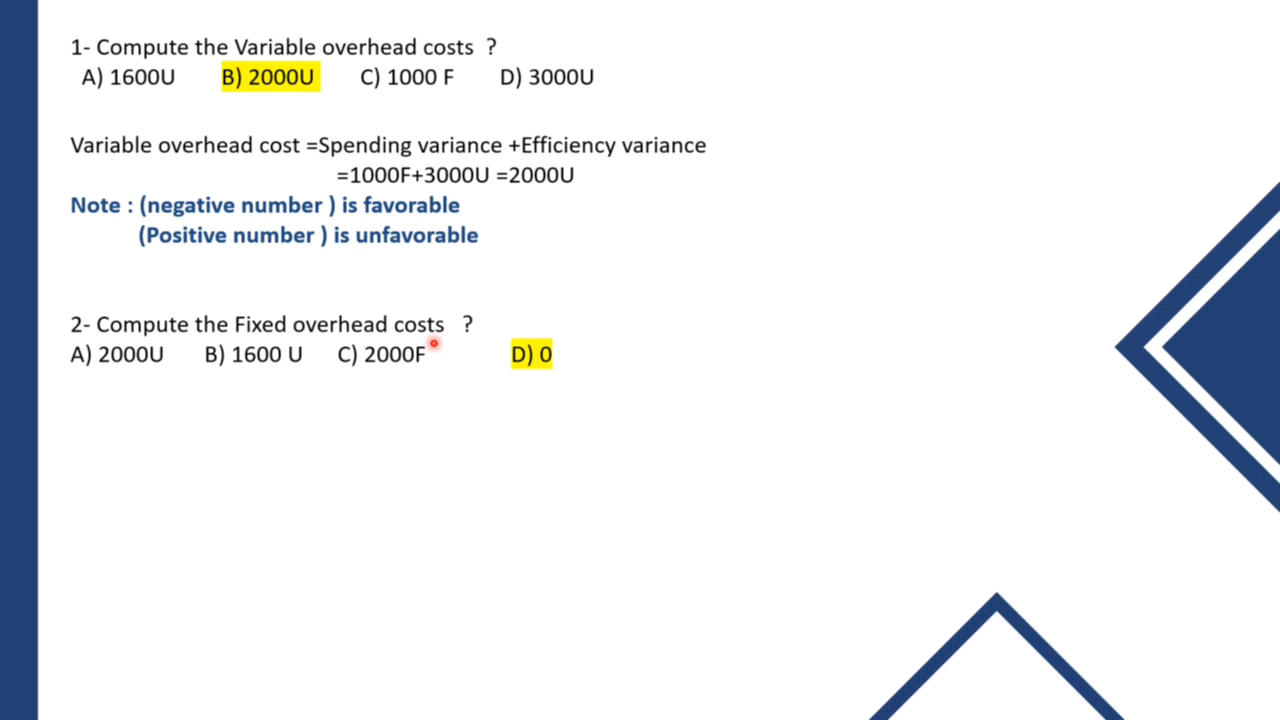 1- Compute the Variable overhead costs ?
A) 1600U B) 2000U C) 1000 F D) 3000U
Variable overhead cost =Spending variance +Efficiency variance
=1000F+3000U =2000U
Note : (negative number ) is favorable
(Positive number ) is unfavorable
2- Compute the Fixed overhead costs ?
A) 2000U B) 1600 U C) 2000F D) 0